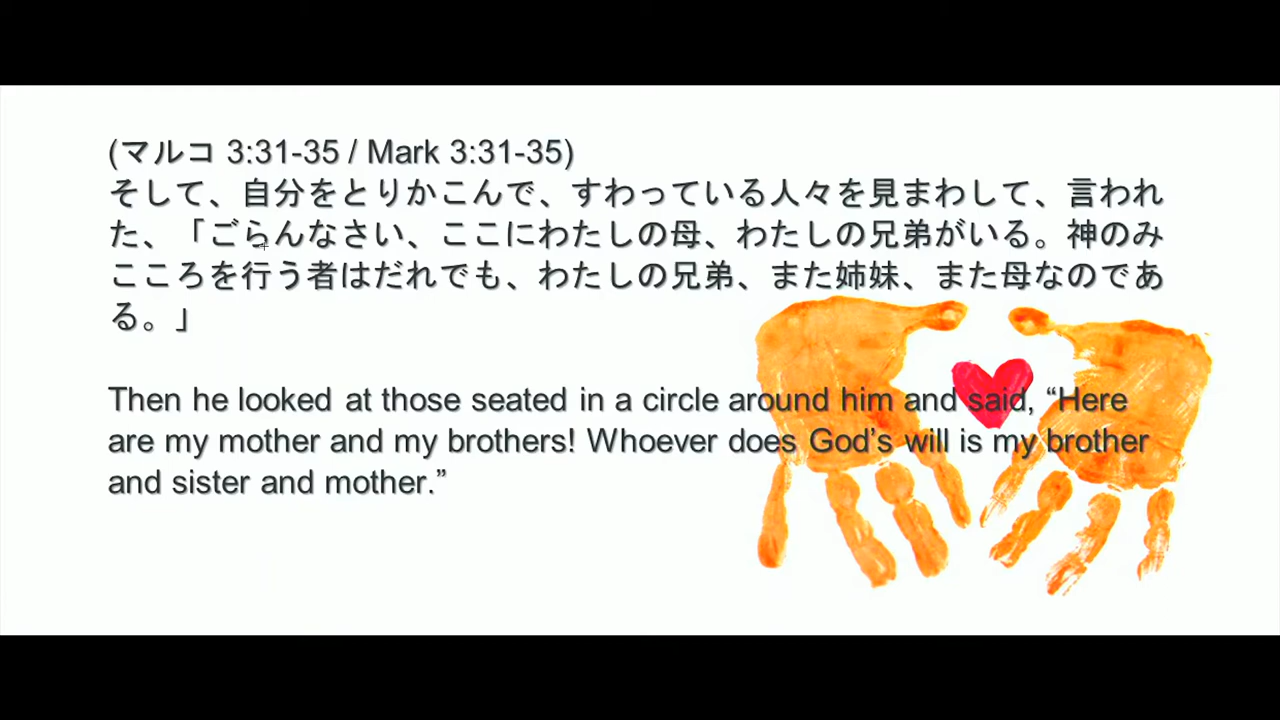 (マルコ 3:31-35 / Mark 3:31-35)
そして、自分をとりかこんで、すわっている人々を見まわして、言われ
た、「ごらんなさい、ここにわたしの母、わたしの兄弟がいる。神のみ
こころを行う者はだれでも、わたしの兄弟、また姉妹、また母なのであ
る。」
Then he looked at those seated in a circle around him and said, “Here
are my mother and my brothers! Whoever does God’s will is my brother
and sister and mother.”